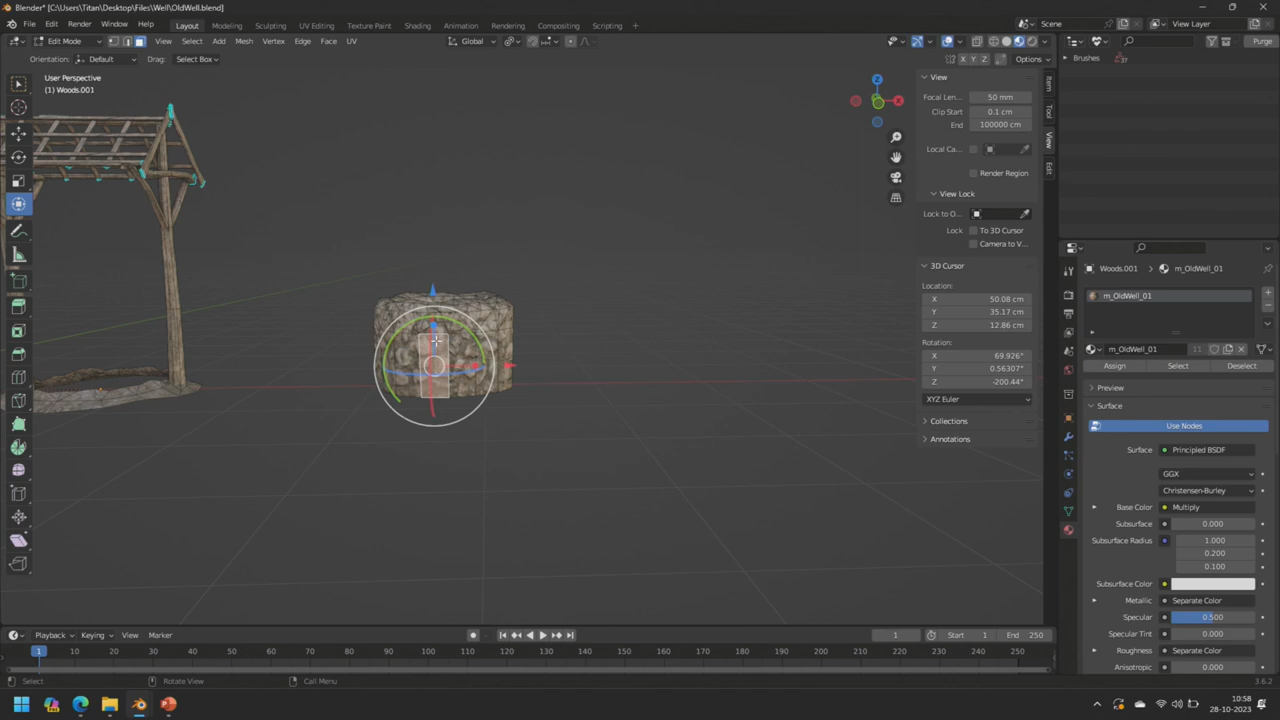 Blender* [C:\Users\Titan\Desktop\Files\Well\OldWell.blend]
File Edit Render Window Help Layout Modeling Sculpting UV Editing Texture Paint Shading Animation Rendering Compositing Scripting + Scene View Layer
Edit Mode View Select Add Mesh Vertex Edge Face UV Global Purge
Orientation: Default Drag: Select Box X Y Z Options
User Perspective
(1) Woods.001
Brushes 37
View
Focal Len... 50 mm
Clip Start 0.1 cm
End 100000 cm
Local Ca...
Render Region
View Lock
Lock to O...
Lock To 3D Cursor
Camera to V...
3D Cursor
Location:
X 50.08 cm
Y 35.17 cm
Z 12.86 cm
Rotation:
X 69.926°
Y 0.56307°
Z -200.44°
XYZ Euler
Collections
Annotations
Item
Tool
View
Edit
Z
X
Woods.001 m_OldWell_01
m_OldWell_01
m_OldWell_01 11
Assign Select Deselect
Preview
Surface
Use Nodes
Surface Principled BSDF
GGX
Christensen-Burley
Base Color Multiply
Subsurface 0.000
Subsurface Radius 1.000
0.200
0.100
Subsurface Color
Metallic Separate Color
Specular 0.500
Specular Tint 0.000
Roughness Separate Color
Anisotropic 0.000
Playback Keying View Marker 1 Start 1 End 250
1 10 20 30 40 50 60 70 80 90 100 110 120 130 140 150 160 170 180 190 200 210 220 230 240 250
Select Rotate View Call Menu 3.6.2
10:58
28-10-2023